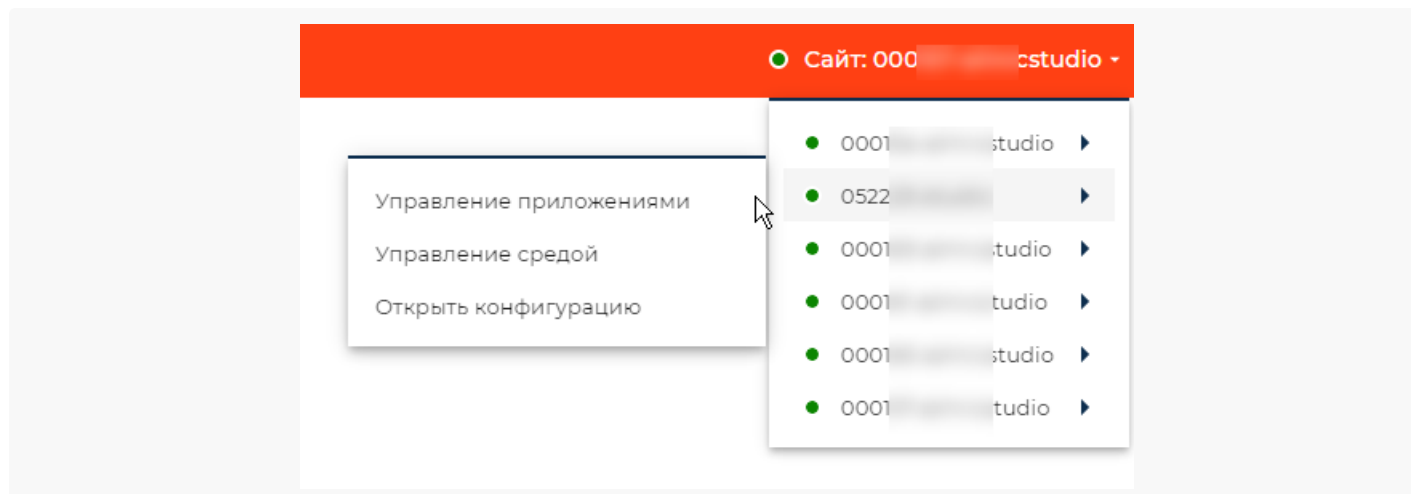 Сайт: 000 cstudio
0001 studio
0522
0001 tudio
0001 tudio
0001 studio
0001 tudio
Управление приложениями
Управление средой
Открыть конфигурацию